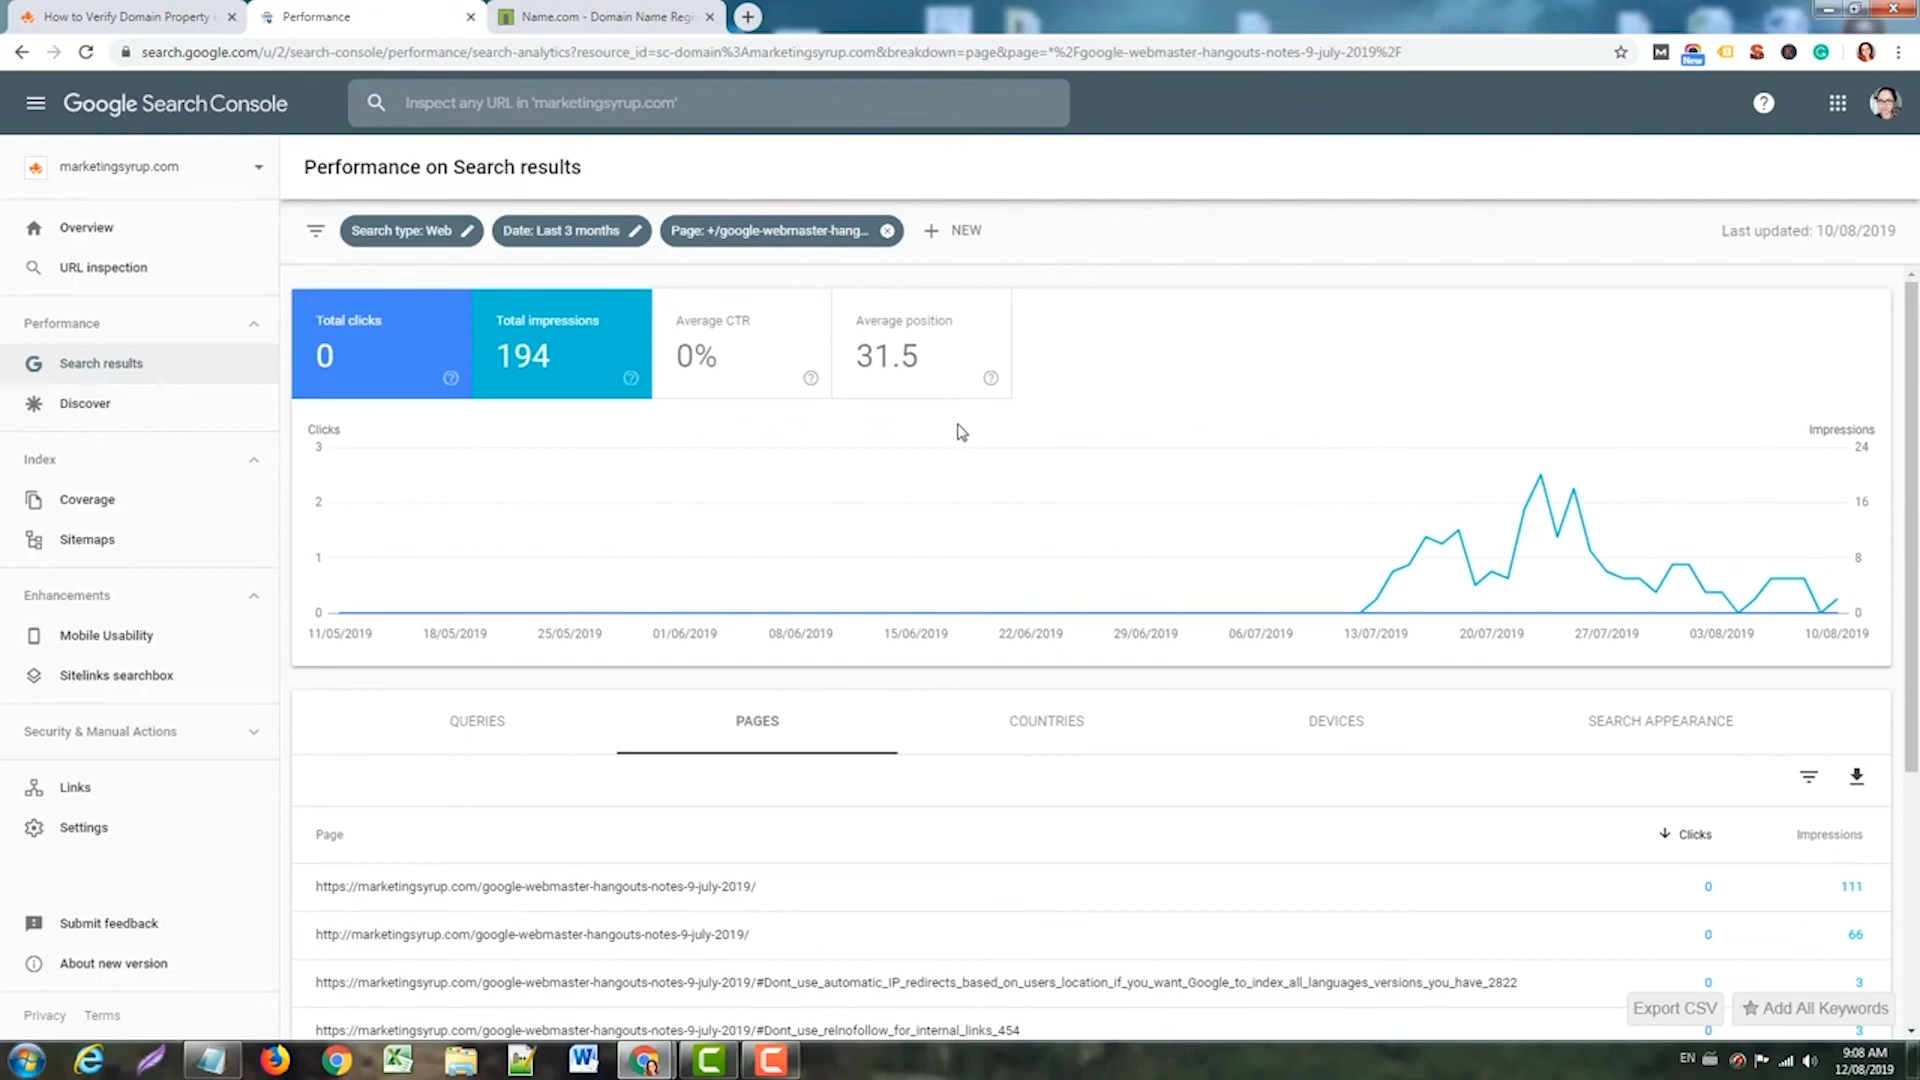 How to Verify Domain Property i
Performance
Name.com - Domain Name Regi
search.google.com/u/2/search-console/performance/search-analytics?resource_id=sc-domain%3Amarketingsyrup.com&breakdown=page&page=*%2Fgoogle-webmaster-hangouts-notes-9-july-2019%2F
New
Google Search Console
Inspect any URL in 'marketingsyrup.com'
marketingsyrup.com
Performance on Search results
Overview
URL inspection
Performance
Search results
Discover
Index
Coverage
Sitemaps
Enhancements
Mobile Usability
Sitelinks searchbox
Security & Manual Actions
Links
Settings
Submit feedback
About new version
Privacy Terms
Search type: Web
Date: Last 3 months
Page: +/google-webmaster-hang...
NEW
Last updated: 10/08/2019
Total clicks
0
Total impressions
194
Average CTR
0%
Average position
31.5
Clicks
Impressions
3
24
2
16
1
8
0
0
11/05/2019 18/05/2019 25/05/2019 01/06/2019 08/06/2019 15/06/2019 22/06/2019 29/06/2019 06/07/2019 13/07/2019 20/07/2019 27/07/2019 03/08/2019 10/08/2019
QUERIES PAGES COUNTRIES DEVICES SEARCH APPEARANCE
Page Clicks Impressions
https://marketingsyrup.com/google-webmaster-hangouts-notes-9-july-2019/ 0 111
http://marketingsyrup.com/google-webmaster-hangouts-notes-9-july-2019/ 0 66
https://marketingsyrup.com/google-webmaster-hangouts-notes-9-july-2019/#Dont_use_automatic_IP_redirects_based_on_users_location_if_you_want_Google_to_index_all_languages_versions_you_have_2822 0 3
https://marketingsyrup.com/google-webmaster-hangouts-notes-9-july-2019/#Dont_use_relnofollow_for_internal_links_454 0 3
Export CSV
Add All Keywords
EN
9:08 AM
12/08/2019